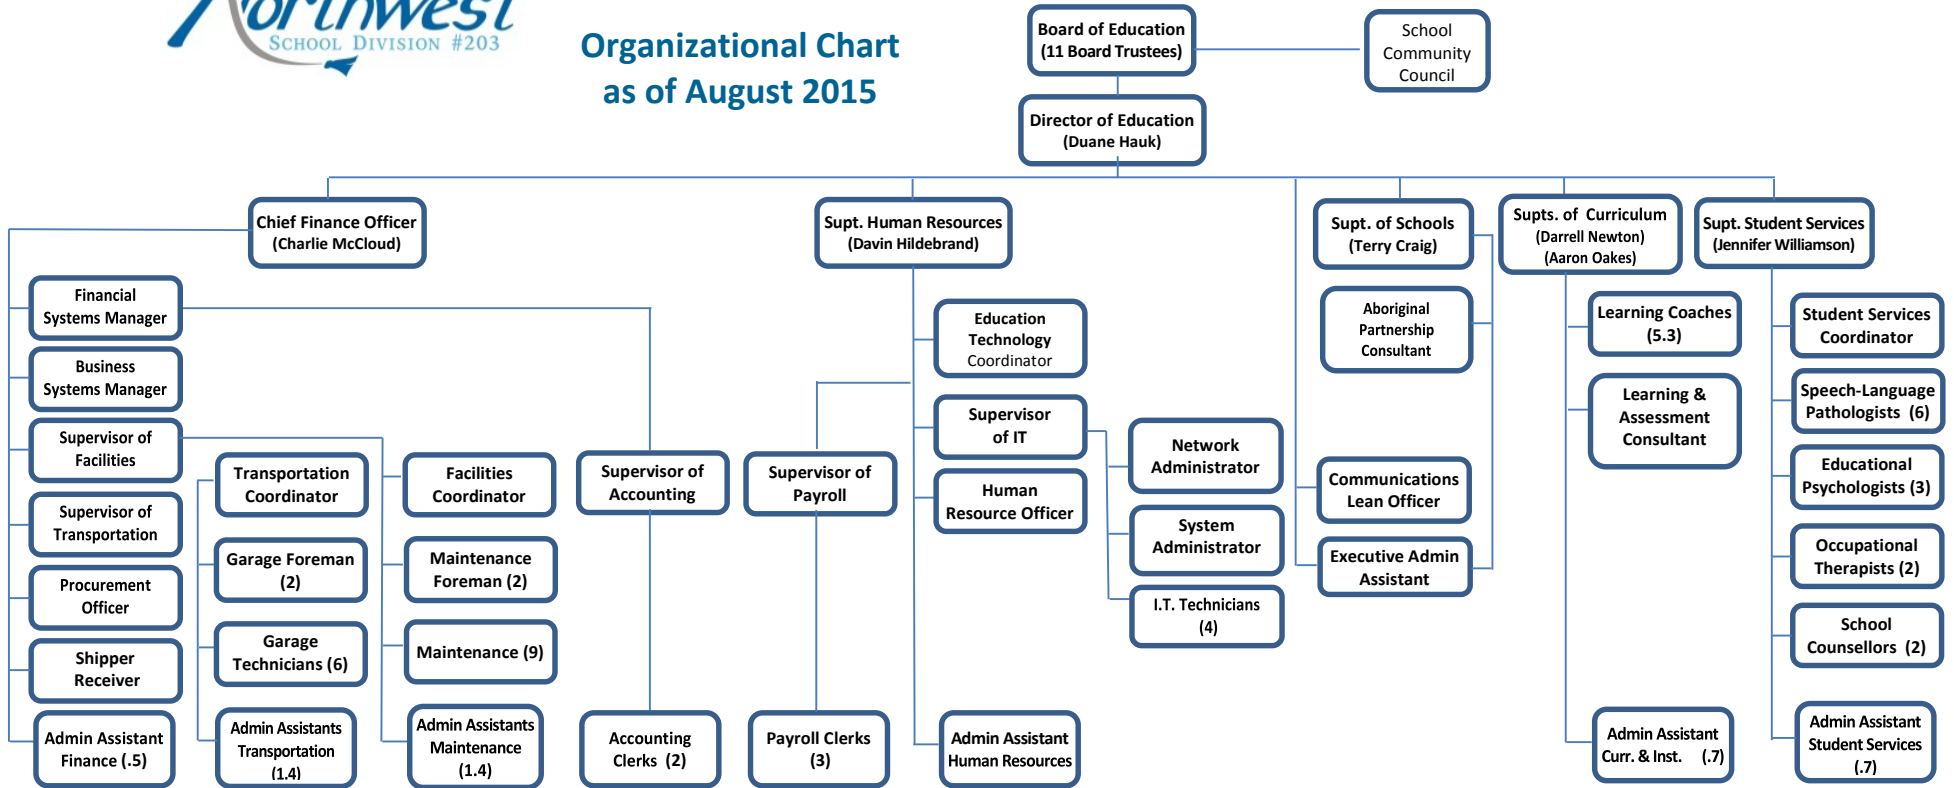 Northwest
SCHOOL DIVISION #203
Organizational Chart
as of August 2015
Board of Education
(11 Board Trustees)
School
Community
Council
Director of Education
(Duane Hauk)
Chief Finance Officer
(Charlie McCloud)
Supt. Human Resources
(Davin Hildebrand)
Supt. of Schools
(Terry Craig)
Supts. of Curriculum
(Darrell Newton)
(Aaron Oakes)
Supt. Student Services
(Jennifer Williamson)
Financial
Systems Manager
Business
Systems Manager
Supervisor of
Facilities
Supervisor of
Transportation
Procurement
Officer
Shipper
Receiver
Admin Assistant
Finance (.5)
Transportation
Coordinator
Garage Foreman
(2)
Garage
Technicians (6)
Admin Assistants
Transportation
(1.4)
Facilities
Coordinator
Maintenance
Foreman (2)
Maintenance (9)
Admin Assistants
Maintenance
(1.4)
Supervisor of
Accounting
Accounting
Clerks (2)
Supervisor of
Payroll
Payroll Clerks
(3)
Education
Technology
Coordinator
Supervisor
of IT
Human
Resource Officer
Admin Assistant
Human Resources
Network
Administrator
System
Administrator
I.T. Technicians
(4)
Aboriginal
Partnership
Consultant
Communications
Lean Officer
Executive Admin
Assistant
Learning Coaches
(5.3)
Learning &
Assessment
Consultant
Admin Assistant
Curr. & Inst. (.7)
Student Services
Coordinator
Speech-Language
Pathologists (6)
Educational
Psychologists (3)
Occupational
Therapists (2)
School
Counsellors (2)
Admin Assistant
Student Services
(.7)